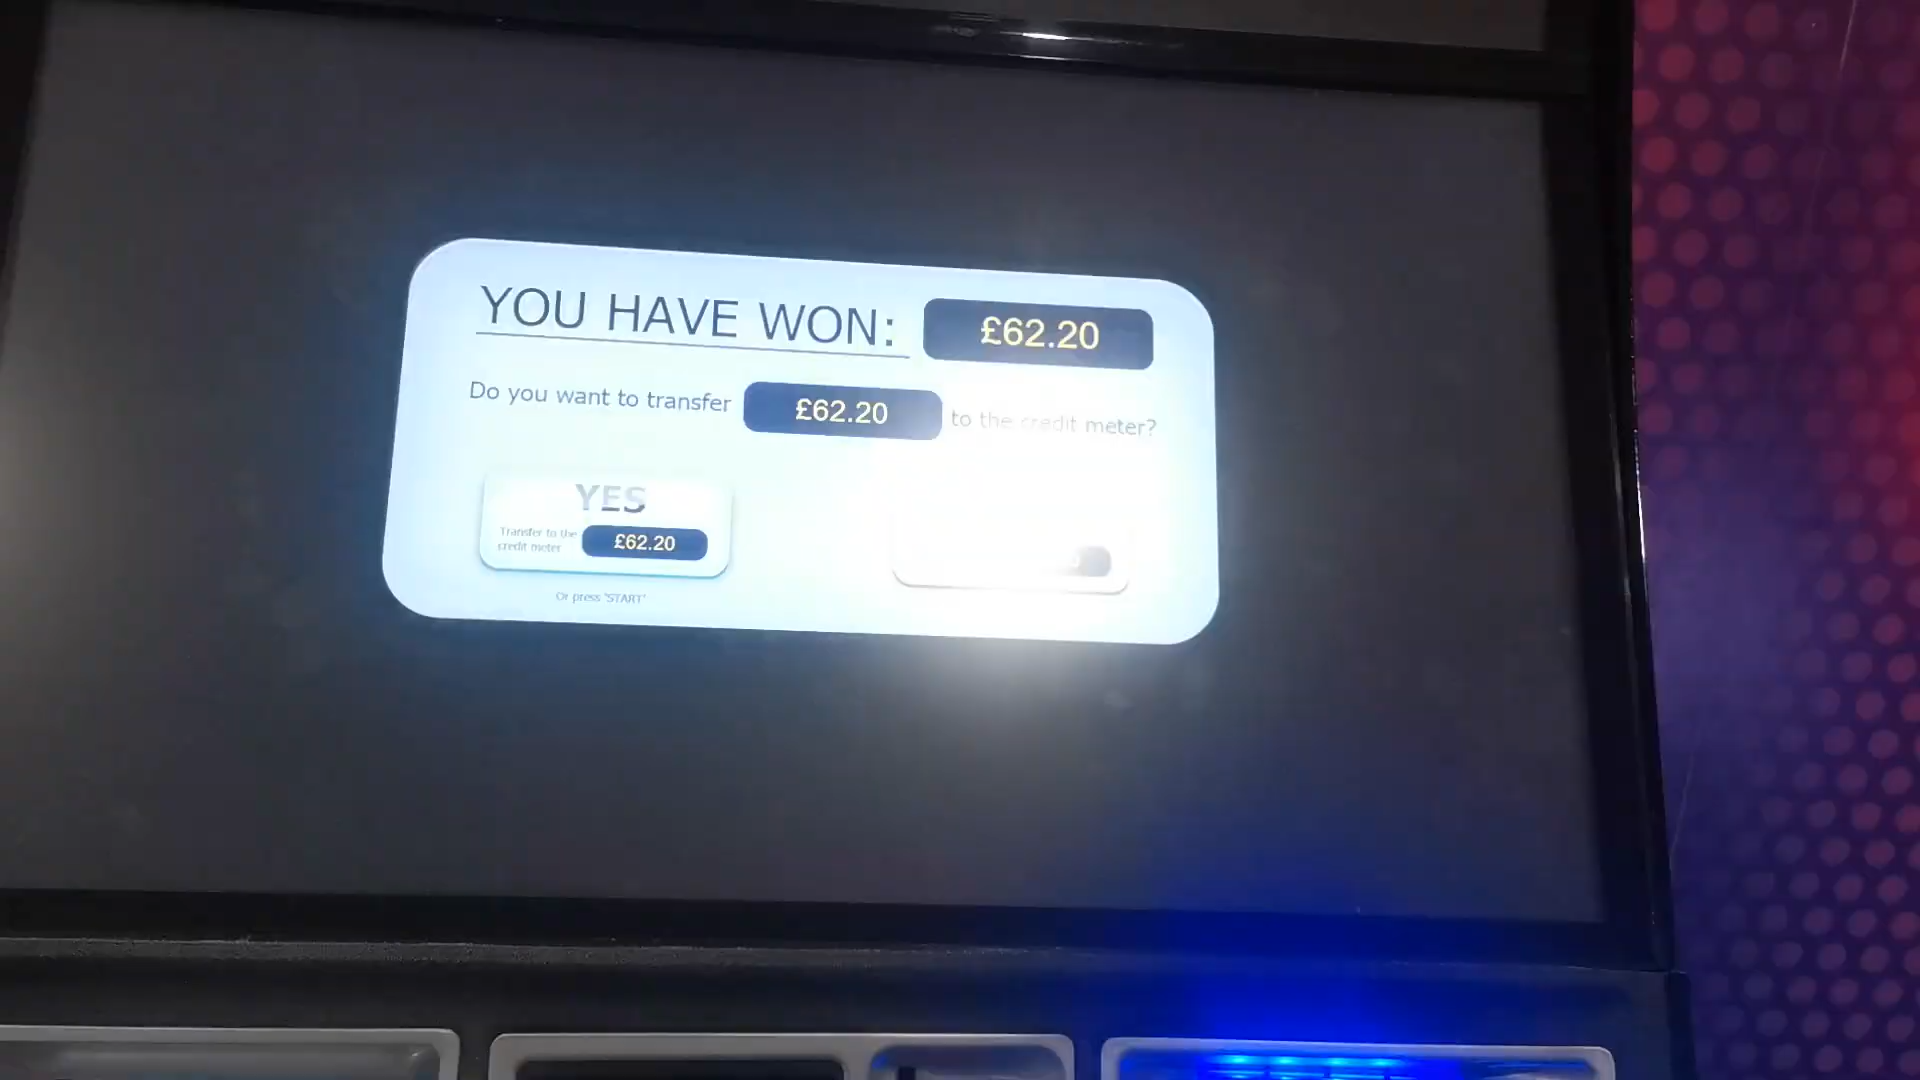 YOU HAVE WON: £62.20
Do you want to transfer £62.20 to the credit meter?
YES
Transfer to the
credit meter £62.20
Or press 'START'